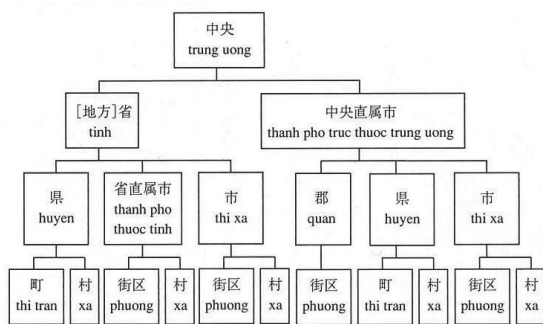 中央
trung uong
[地方]省
tinh
中央直属市
thanh pho truc thuoc trung uong
県
huyen
省直属市
thanh pho
thuoc tinh
市
thi xa
郡
quan
県
huyen
市
thi xa
町
thi tran
村
xa
街区
phuong
村
xa
街区
phuong
村
xa
街区
phuong
町
thi tran
村
xa
街区
phuong
村
xa